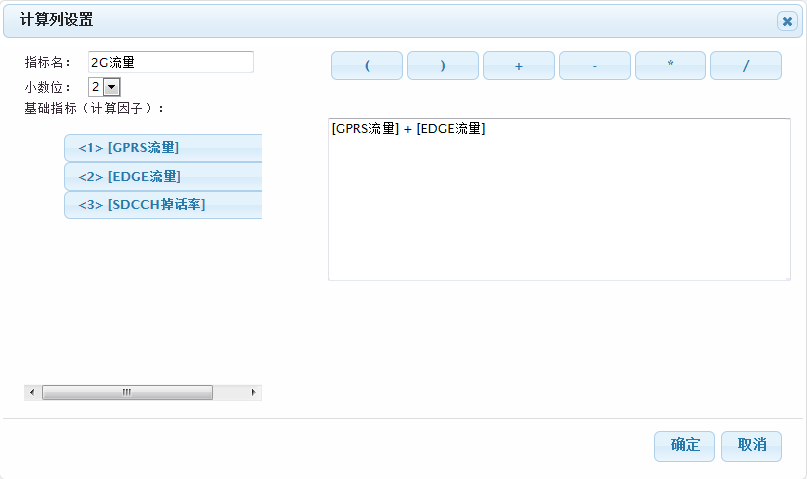 计算列设置
指标名： 2G流量
小数位： 2
基础指标（计算因子）：
<1> [GPRS流量]
<2> [EDGE流量]
<3> [SDCCH掉话率]
( ) + - * /
[GPRS流量] + [EDGE流量]
确定 取消